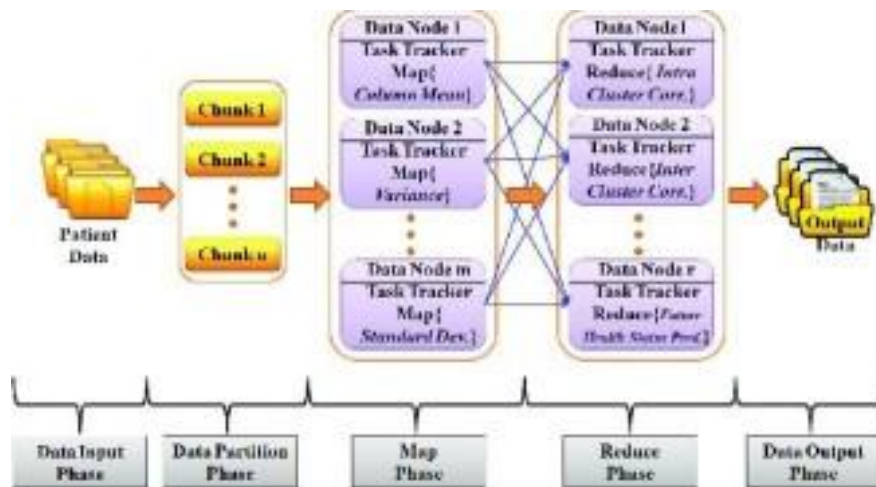 Patient
Data
Chunk 1
Chunk 2
Chunk n
Data Node 1
Task Tracker
Map{
Column Mean}
Data Node 2
Task Tracker
Map{
Variance}
Data Node m
Task Tracker
Map{
Standard Dev.}
Data Node1
Task Tracker
Reduce{ Intra
Cluster Corr.}
Data Node 2
Task Tracker
Reduce{Inter
Cluster Corr.}
Data Node r
Task Tracker
Reduce{Future
Health Status Pred.}
Output
Data
Data Input
Phase
Data Partition
Phase
Map
Phase
Reduce
Phase
Data Output
Phase